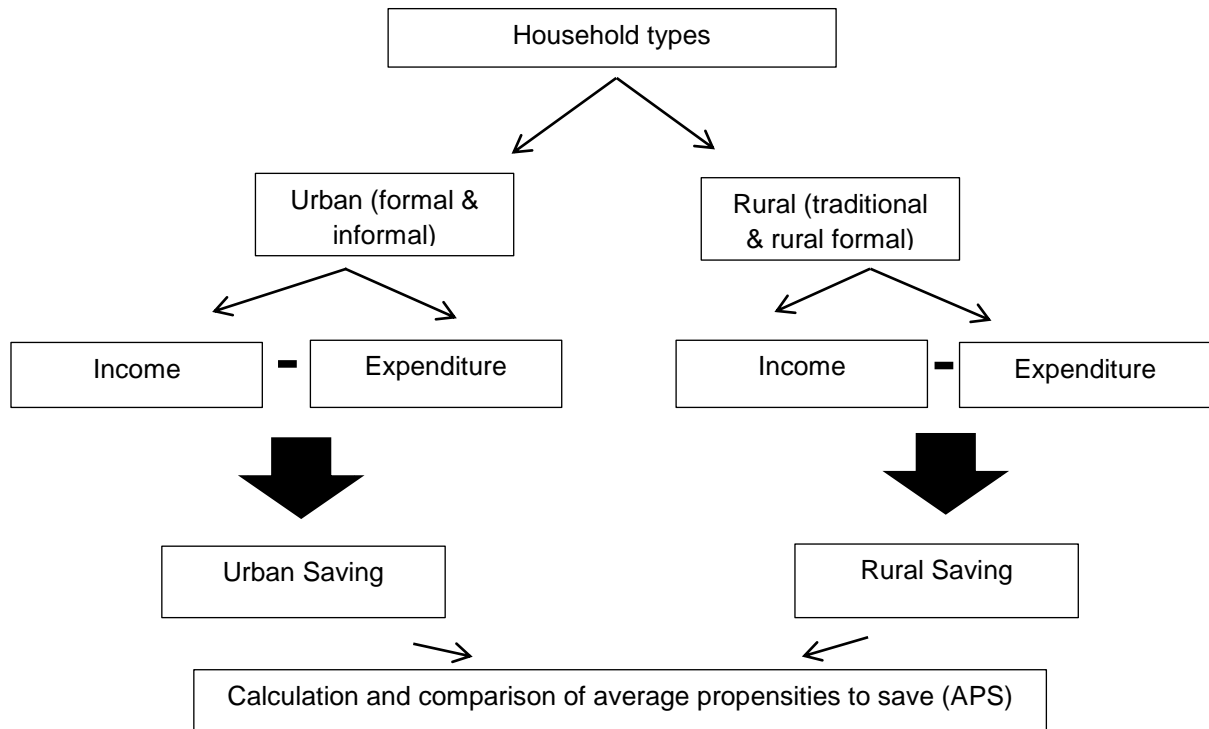 Household types
Urban (formal &
informal)
Rural (traditional
& rural formal)
Income
-
Expenditure
Income
-
Expenditure
Urban Saving
Rural Saving
Calculation and comparison of average propensities to save (APS)